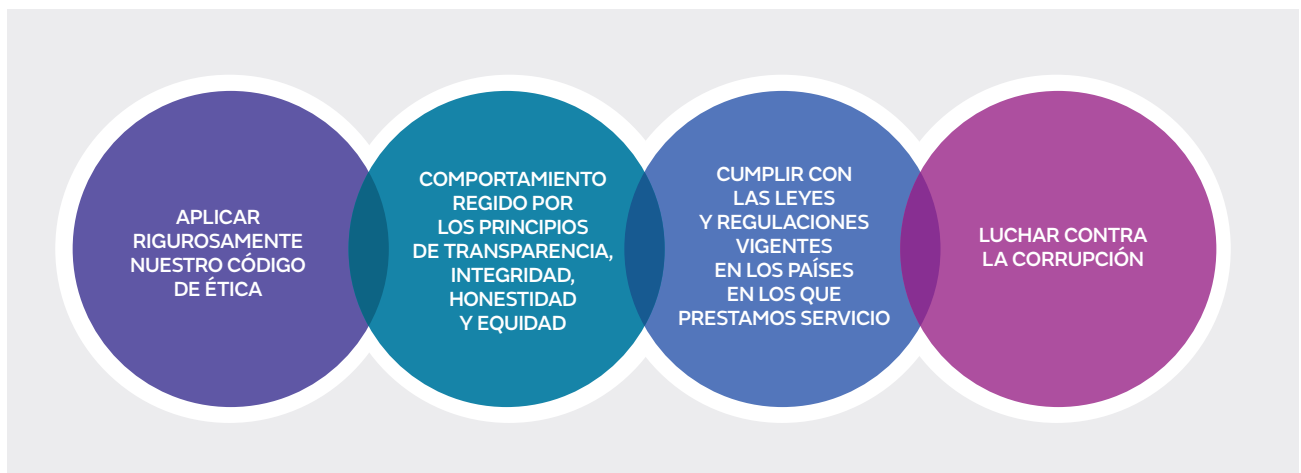 APLICAR
RIGUROSAMENTE
NUESTRO CÓDIGO
DE ÉTICA
COMPORTAMIENTO
REGIDO POR
LOS PRINCIPIOS
DE TRANSPARENCIA,
INTEGRIDAD,
HONESTIDAD
Y EQUIDAD
CUMPLIR CON
LAS LEYES
Y REGULACIONES
VIGENTES
EN LOS PAÍSES
EN LOS QUE
PRESTAMOS SERVICIO
LUCHAR CONTRA
LA CORRUPCIÓN